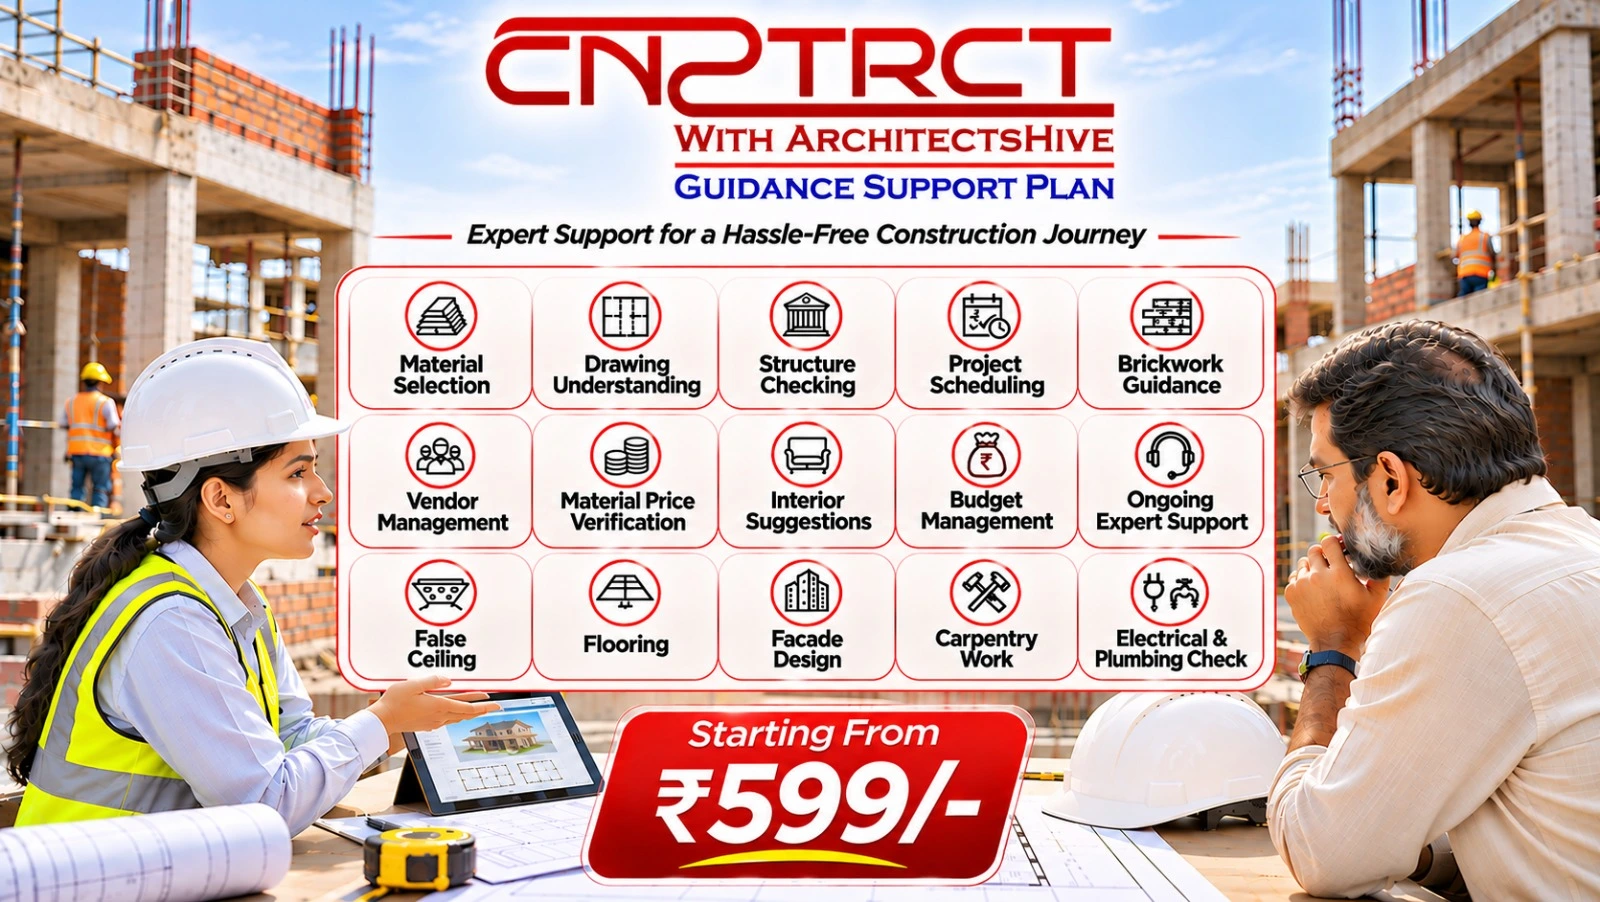 CNSTRCT
WITH ARCHITECTSHIVE
GUIDANCE SUPPORT PLAN
Expert Support for a Hassle-Free Construction Journey
Material
Selection
Drawing
Understanding
Structure
Checking
Project
Scheduling
Brickwork
Guidance
Vendor
Management
Material Price
Verification
Interior
Suggestions
₹
Budget
Management
Ongoing
Expert Support
False
Ceiling
Flooring
Facade
Design
Carpentry
Work
Electrical &
Plumbing Check
Starting From
₹599/-